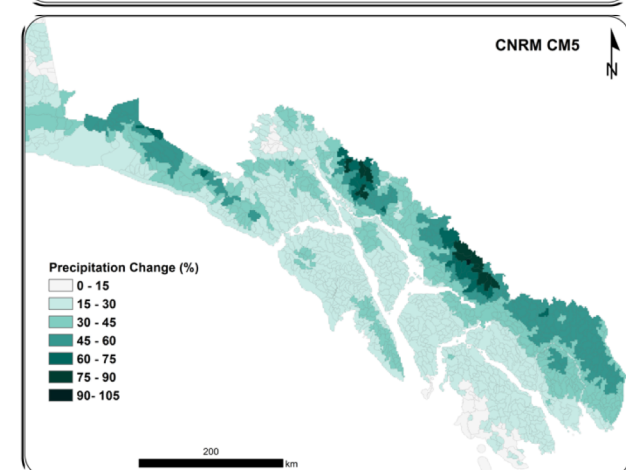 CNRM CM5
N
Precipitation Change (%)
0 - 15
15 - 30
30 - 45
45 - 60
60 - 75
75 - 90
90- 105
200
km